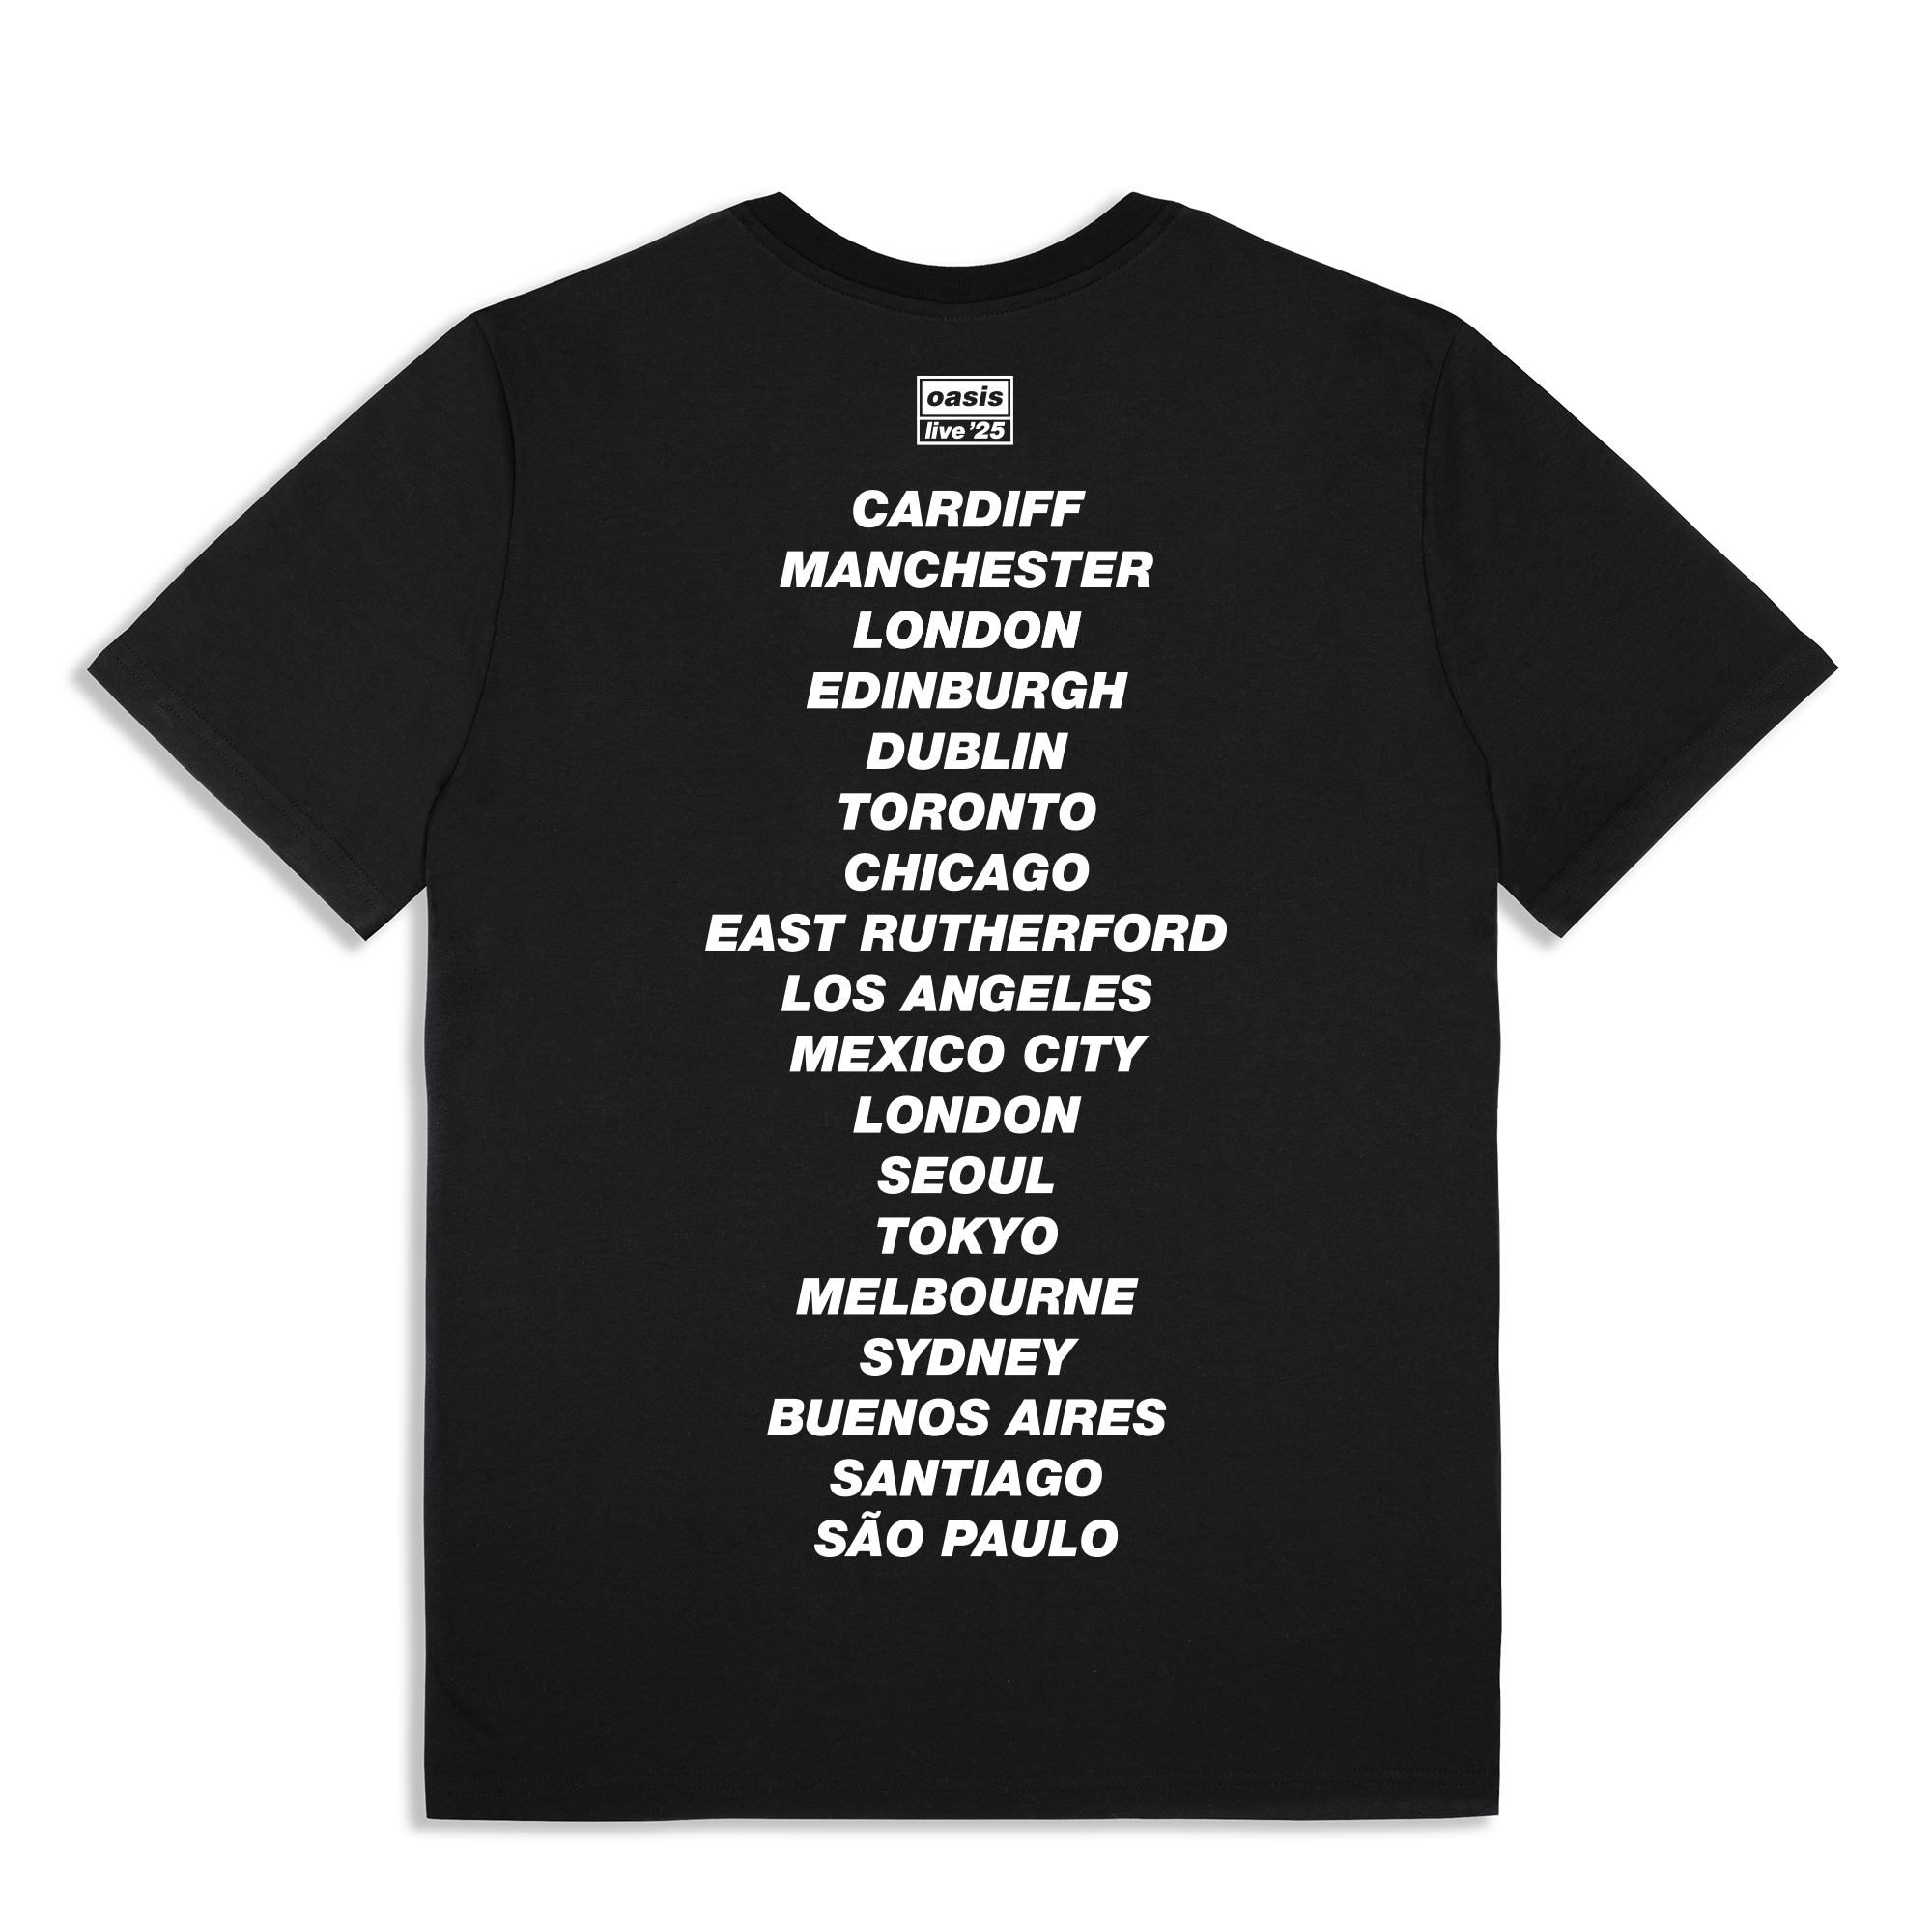 oasis
live '25
CARDIFF
MANCHESTER
LONDON
EDINBURGH
DUBLIN
TORONTO
CHICAGO
EAST RUTHERFORD
LOS ANGELES
MEXICO CITY
LONDON
SEOUL
TOKYO
MELBOURNE
SYDNEY
BUENOS AIRES
SANTIAGO
SÃO PAULO